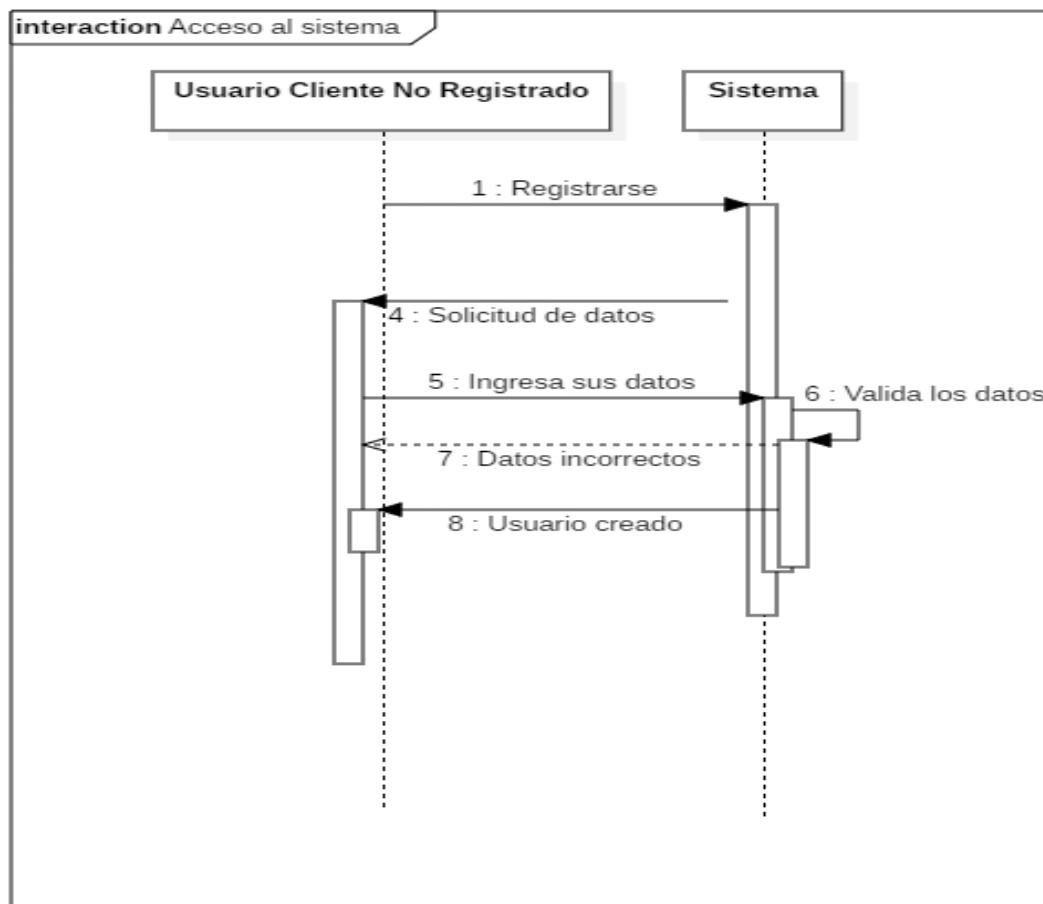 interaction Acceso al sistema
Usuario Cliente No Registrado
Sistema
1 : Registrarse
4 : Solicitud de datos
5 : Ingresa sus datos
6 : Valida los datos
7 : Datos incorrectos
8 : Usuario creado